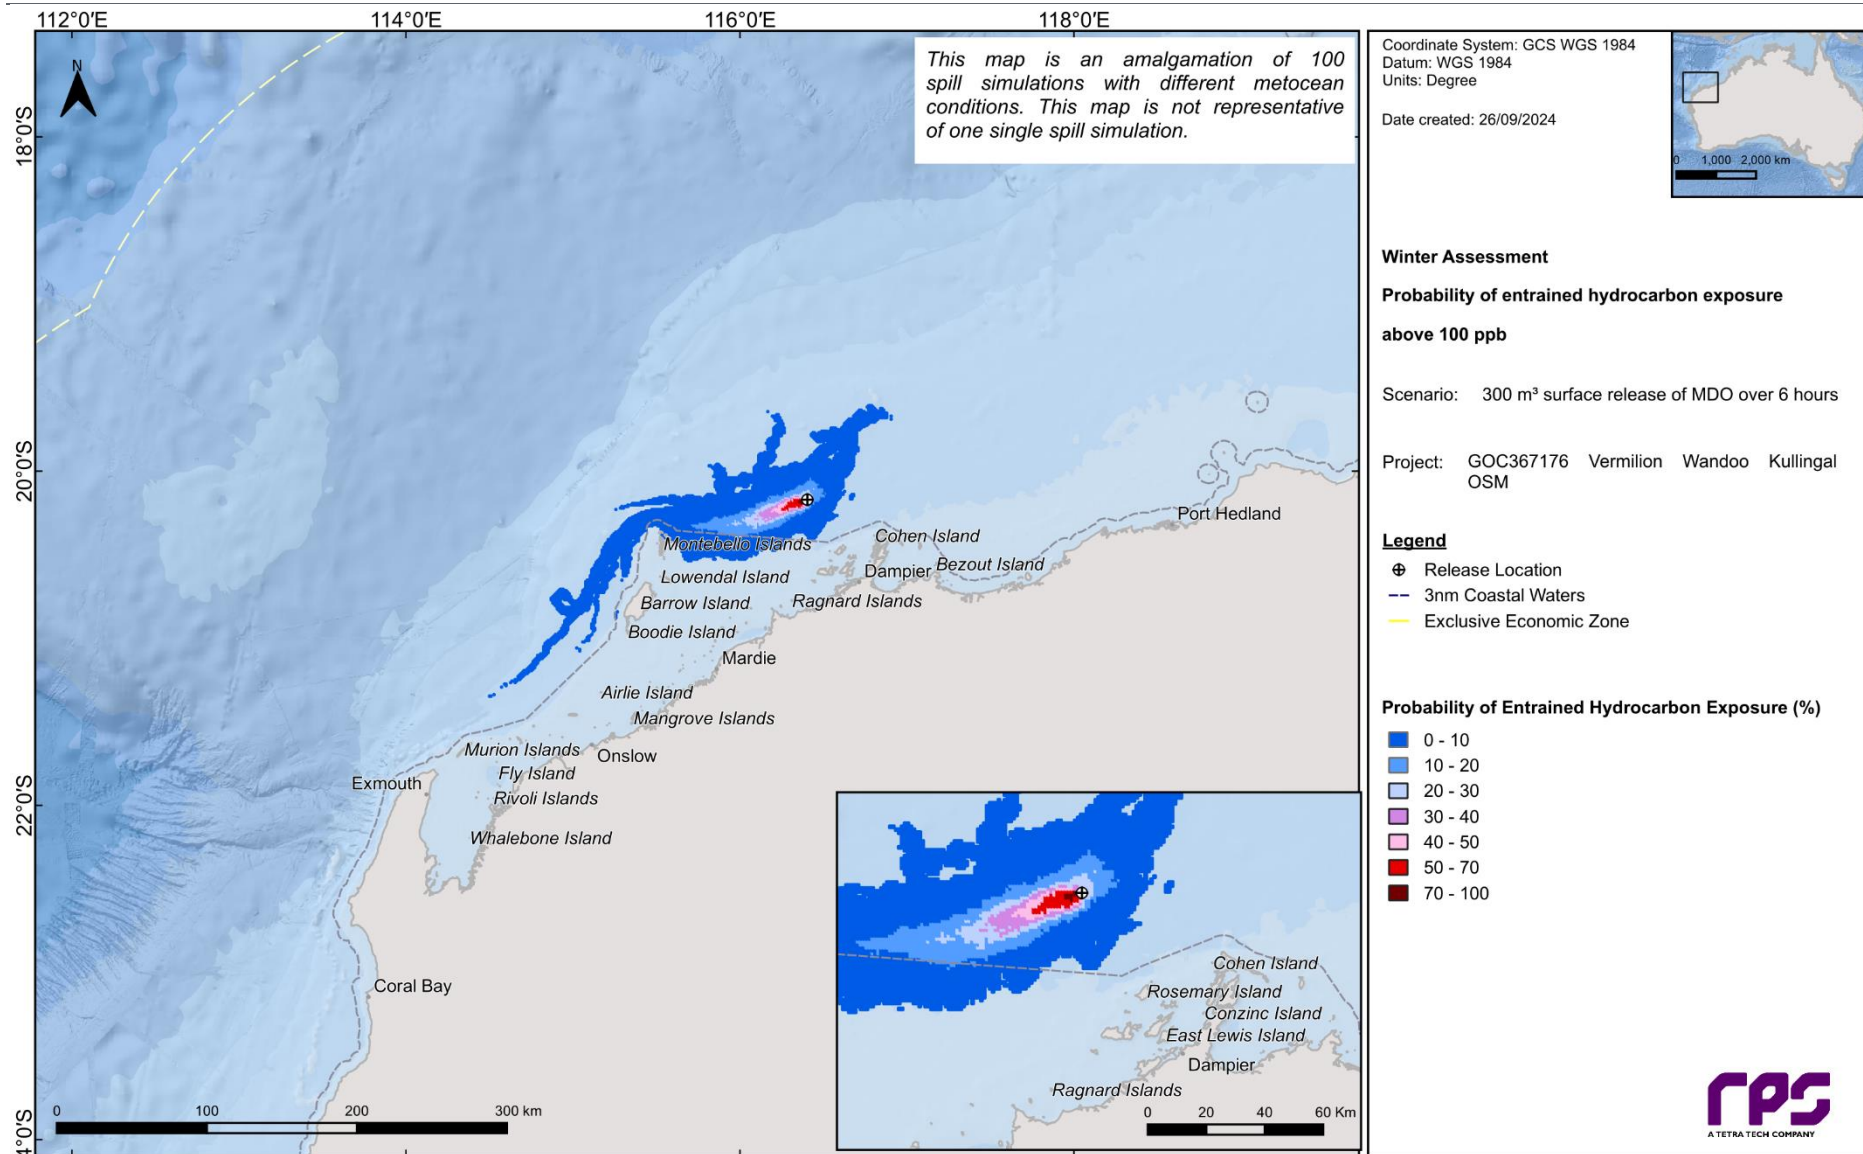 112°0'E
114°0'E
116°0'E
118°0'E
N
18°0'S
20°0'S
22°0'S
4°0'S
This map is an amalgamation of 100
spill simulations with different metocean
conditions. This map is not representative
of one single spill simulation.
Cohen Island
Port Hedland
Montebello Islands
Bezout Island
Dampier
Lowendal Island
Barrow Island
Ragnard Islands
Boodie Island
Mardie
Airlie Island
Mangrove Islands
Murion Islands
Onslow
Fly Island
Exmouth
Rivoli Islands
Whalebone Island
Coral Bay
0 100 200 300 km
Cohen Island
Rosemary Island
Conzinc Island
East Lewis Island
Dampier
Ragnard Islands
0 20 40 60 Km
Coordinate System: GCS WGS 1984
Datum: WGS 1984
Units: Degree
Date created: 26/09/2024
0 1,000 2,000 km
Winter Assessment
Probability of entrained hydrocarbon exposure
above 100 ppb
Scenario: 300 m³ surface release of MDO over 6 hours
Project: GOC367176 Vermilion Wandoo Kullingal
OSM
Legend
Release Location
3nm Coastal Waters
Exclusive Economic Zone
Probability of Entrained Hydrocarbon Exposure (%)
0 - 10
10 - 20
20 - 30
30 - 40
40 - 50
50 - 70
70 - 100
rps
A TETRA TECH COMPANY